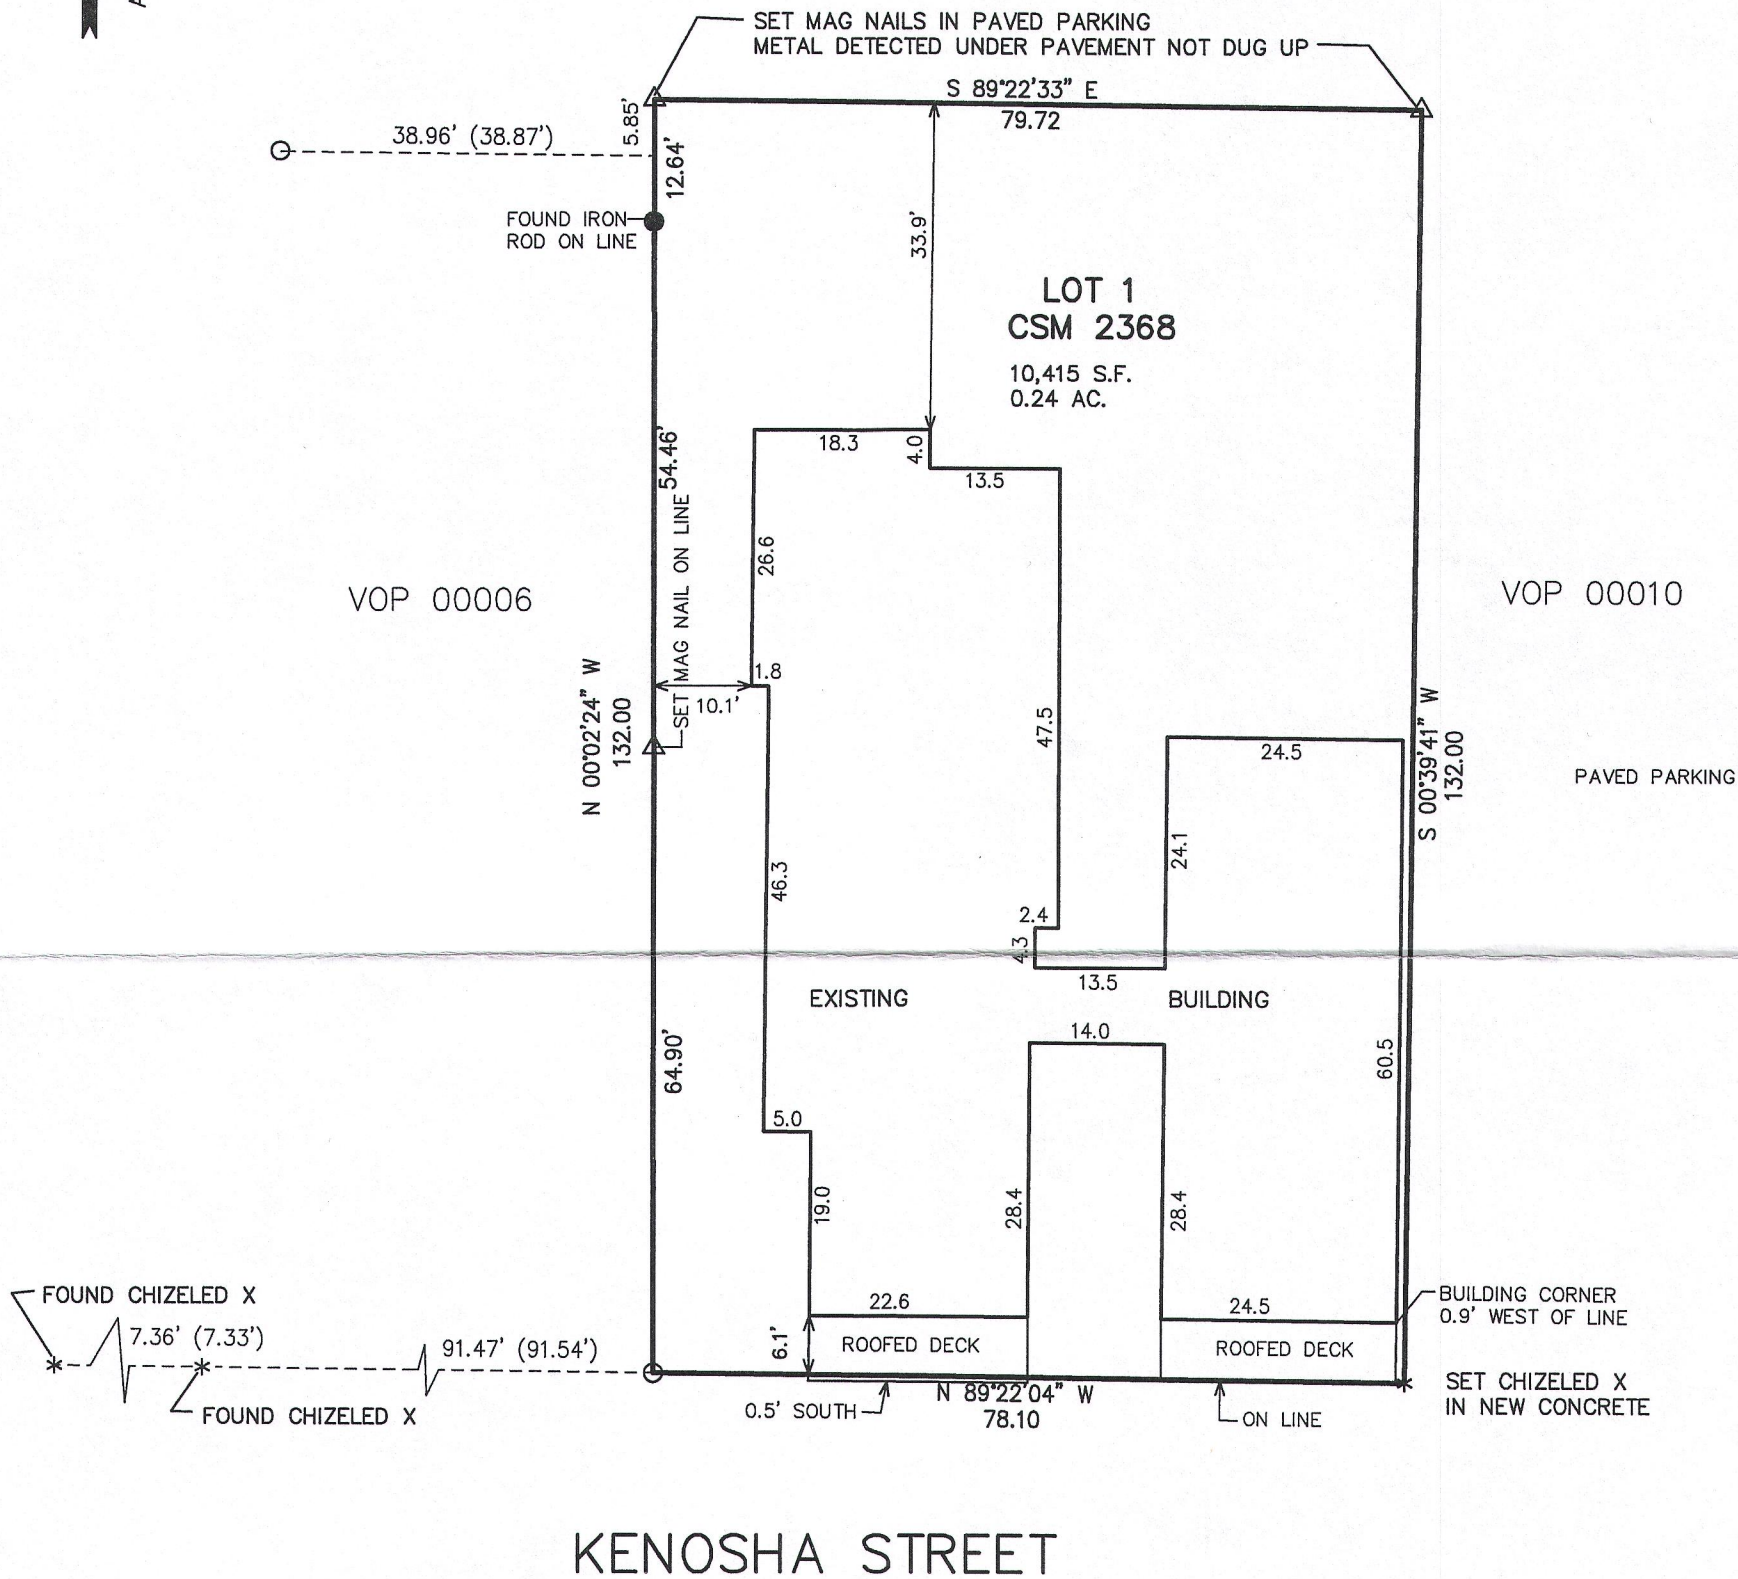 SET MAG NAILS IN PAVED PARKING
METAL DETECTED UNDER PAVEMENT NOT DUG UP
S 89°22'33" E
79.72
5.85'
38.96' (38.87')
12.64'
FOUND IRON
ROD ON LINE
33.9'
LOT 1
CSM 2368
10,415 S.F.
0.24 AC.
18.3
4.0
13.5
54.46'
SET MAG NAIL ON LINE
26.6
VOP 00006
VOP 00010
1.8
10.1'
N 00°02'24" W
132.00
47.5
24.5
S 00°39'41" W
132.00
PAVED PARKING
24.1
46.3
2.4
4.3
13.5
EXISTING
BUILDING
14.0
64.90'
60.5
5.0
19.0
28.4
28.4
FOUND CHIZELED X
7.36' (7.33')
91.47' (91.54')
FOUND CHIZELED X
22.6
24.5
6.1'
ROOFED DECK
ROOFED DECK
BUILDING CORNER
0.9' WEST OF LINE
SET CHIZELED X
IN NEW CONCRETE
0.5' SOUTH
N 89°22'04" W
78.10
ON LINE
KENOSHA STREET